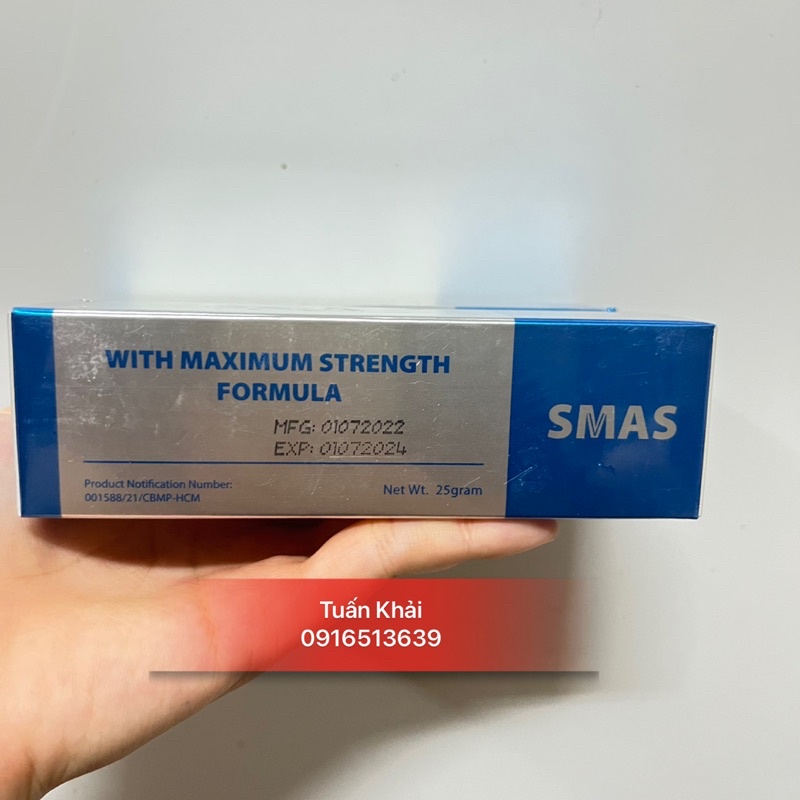 WITH MAXIMUM STRENGTH
FORMULA
MFG: 01072022
EXP: 01072024
Product Notification Number:
001588/21/CBMP-HCM
Net Wt. 25gram
SMAS
Tuấn Khải
0916513639